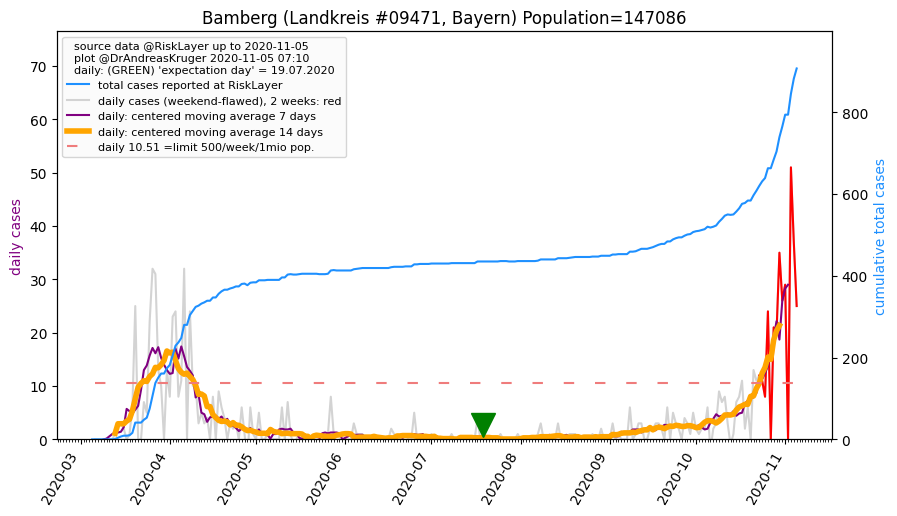 Bamberg (Landkreis #09471, Bayern) Population=147086
source data @RiskLayer up to 2020-11-05
plot @DrAndreasKruger 2020-11-05 07:10
daily: (GREEN) 'expectation day' = 19.07.2020
total cases reported at RiskLayer
daily cases (weekend-flawed), 2 weeks: red
daily: centered moving average 7 days
daily: centered moving average 14 days
daily 10.51 =limit 500/week/1mio pop.
daily cases
70
60
50
40
30
20
10
0
800
600
400
200
0
cumulative total cases
2020-03
2020-04
2020-05
2020-06
2020-07
2020-08
2020-09
2020-10
2020-11